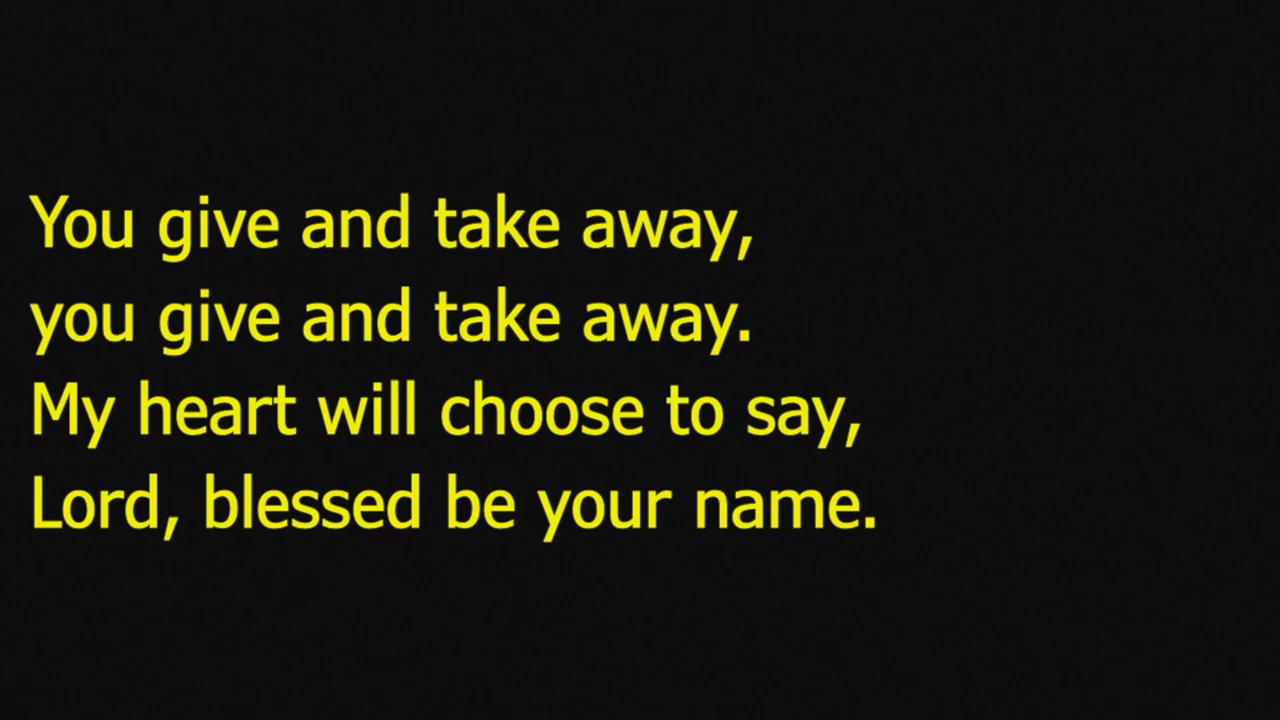 You give and take away,
you give and take away.
My heart will choose to say,
Lord, blessed be your name.